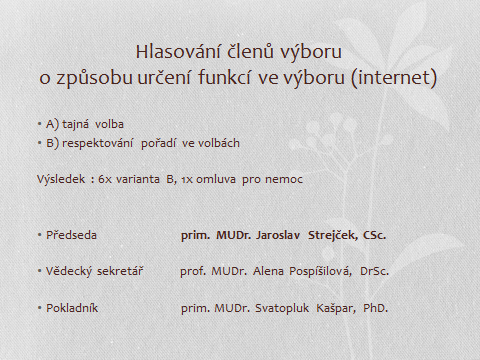 Hlasování členů výboru
o způsobu určení funkcí ve výboru (internet)
• A) tajná volba
• B) respektování pořadí ve volbách
Výsledek : 6x varianta B, 1x omluva pro nemoc
• Předseda prim. MUDr. Jaroslav Strejček, CSc.
• Vědecký sekretář prof. MUDr. Alena Pospíšilová, DrSc.
• Pokladník prim. MUDr. Svatopluk Kašpar, PhD.